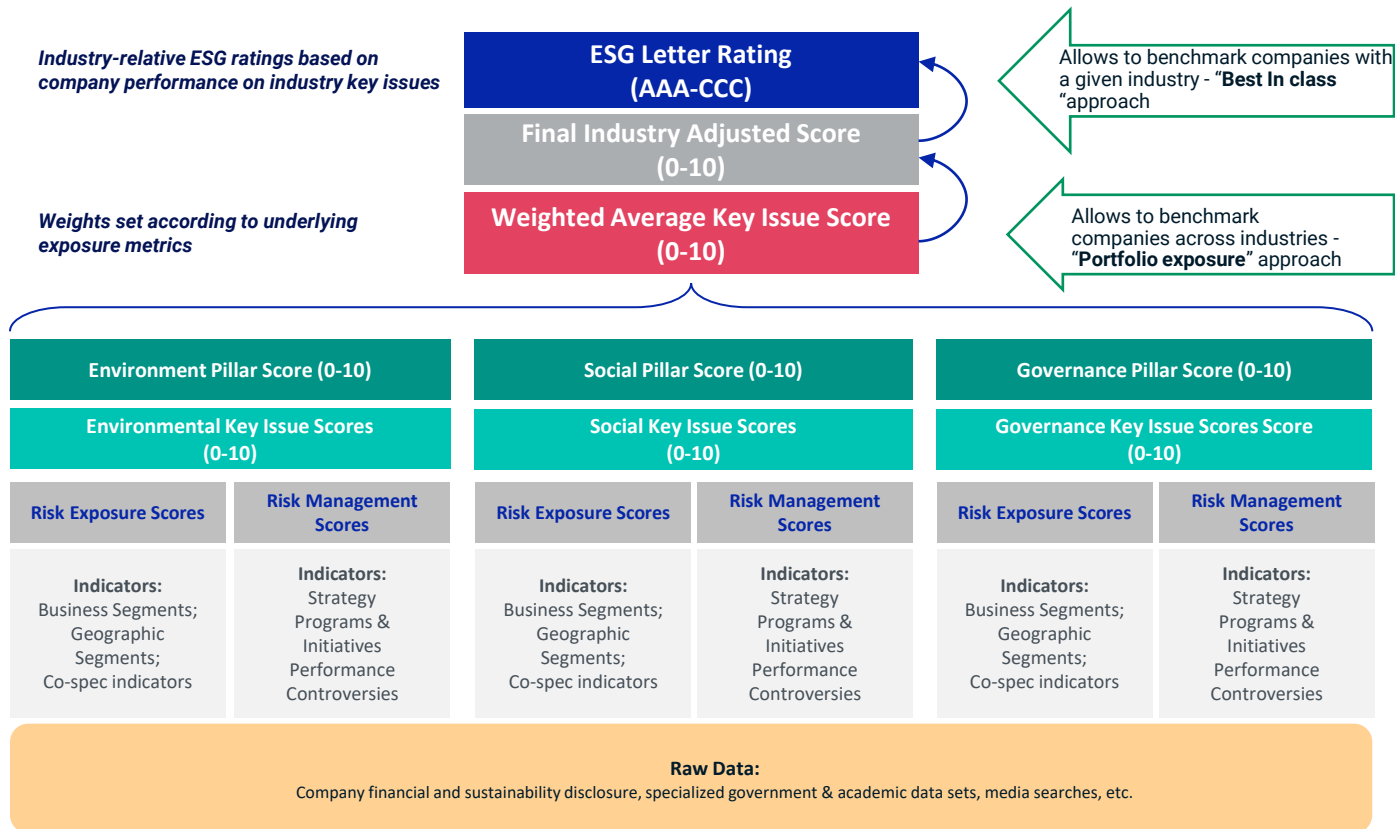 Industry-relative ESG ratings based on
company performance on industry key issues
ESG Letter Rating
(AAA-CCC)
Allows to benchmark companies with
a given industry - “Best In class
“approach
Final Industry Adjusted Score
(0-10)
Weights set according to underlying
exposure metrics
Weighted Average Key Issue Score
(0-10)
Allows to benchmark
companies across industries -
“Portfolio exposure” approach
Environment Pillar Score (0-10)
Social Pillar Score (0-10)
Governance Pillar Score (0-10)
Environmental Key Issue Scores
(0-10)
Social Key Issue Scores
(0-10)
Governance Key Issue Scores Score
(0-10)
Risk Exposure Scores
Risk Management
Scores
Risk Exposure Scores
Risk Management
Scores
Risk Exposure Scores
Risk Management
Scores
Indicators:
Business Segments;
Geographic
Segments;
Co-spec indicators
Indicators:
Strategy
Programs &
Initiatives
Performance
Controversies
Indicators:
Business Segments;
Geographic
Segments;
Co-spec indicators
Indicators:
Strategy
Programs &
Initiatives
Performance
Controversies
Indicators:
Business Segments;
Geographic
Segments;
Co-spec indicators
Indicators:
Strategy
Programs &
Initiatives
Performance
Controversies
Raw Data:
Company financial and sustainability disclosure, specialized government & academic data sets, media searches, etc.